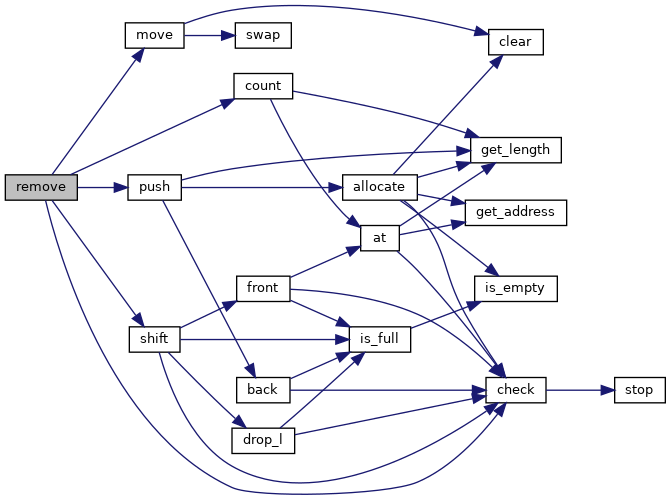 move
swap
clear
count
get_length
remove
push
allocate
get_address
at
front
is_empty
shift
is_full
back
check
stop
drop_l